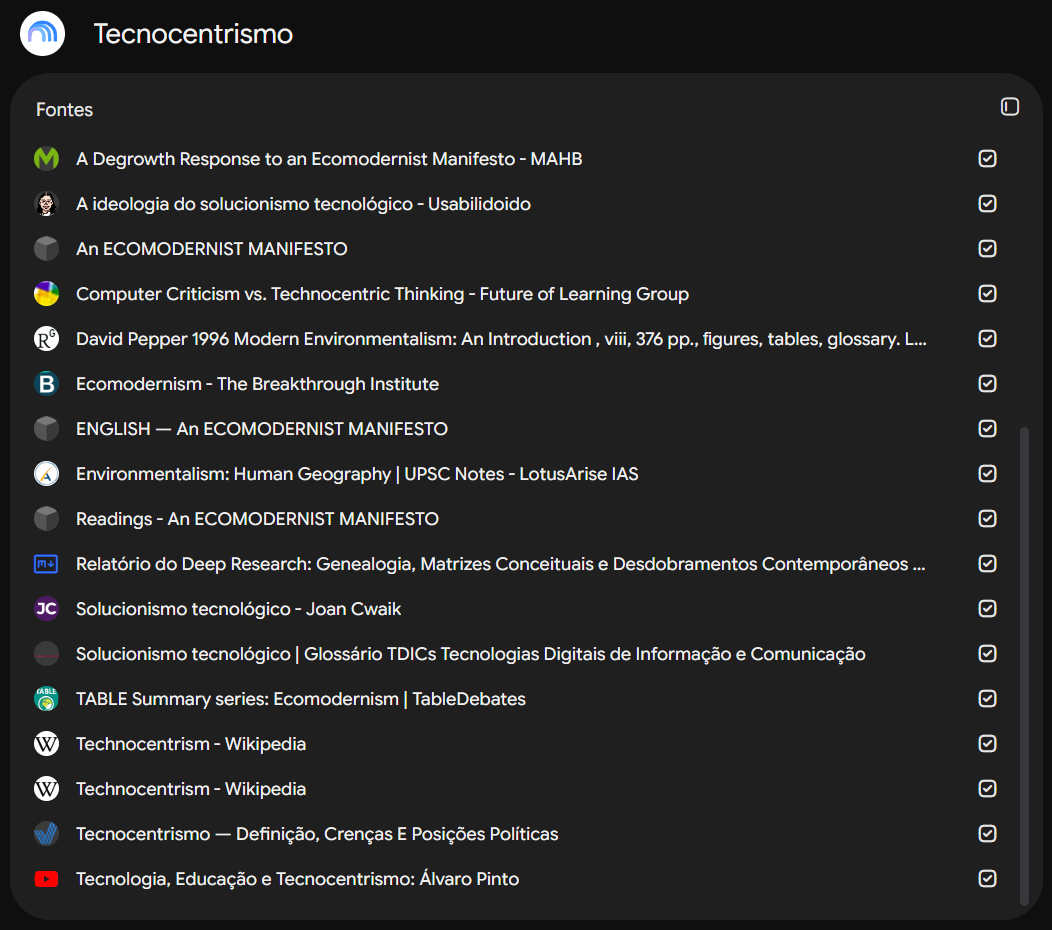 Tecnocentrismo
Fontes
A Degrowth Response to an Ecomodernist Manifesto - MAHB
A ideologia do solucionismo tecnológico - Usabilidoido
An ECOMODERNIST MANIFESTO
Computer Criticism vs. Technocentric Thinking - Future of Learning Group
RG David Pepper 1996 Modern Environmentalism: An Introduction , viii, 376 pp., figures, tables, glossary. L...
B Ecomodernism - The Breakthrough Institute
ENGLISH — An ECOMODERNIST MANIFESTO
Environmentalism: Human Geography | UPSC Notes - LotusArise IAS
Readings - An ECOMODERNIST MANIFESTO
Relatório do Deep Research: Genealogia, Matrizes Conceituais e Desdobramentos Contemporâneos ...
JC Solucionismo tecnológico - Joan Cwaik
Solucionismo tecnológico | Glossário TDICs Tecnologias Digitais de Informação e Comunicação
TABLE TABLE Summary series: Ecomodernism | TableDebates
W Technocentrism - Wikipedia
W Technocentrism - Wikipedia
Tecnocentrismo — Definição, Crenças E Posições Políticas
Tecnologia, Educação e Tecnocentrismo: Álvaro Pinto